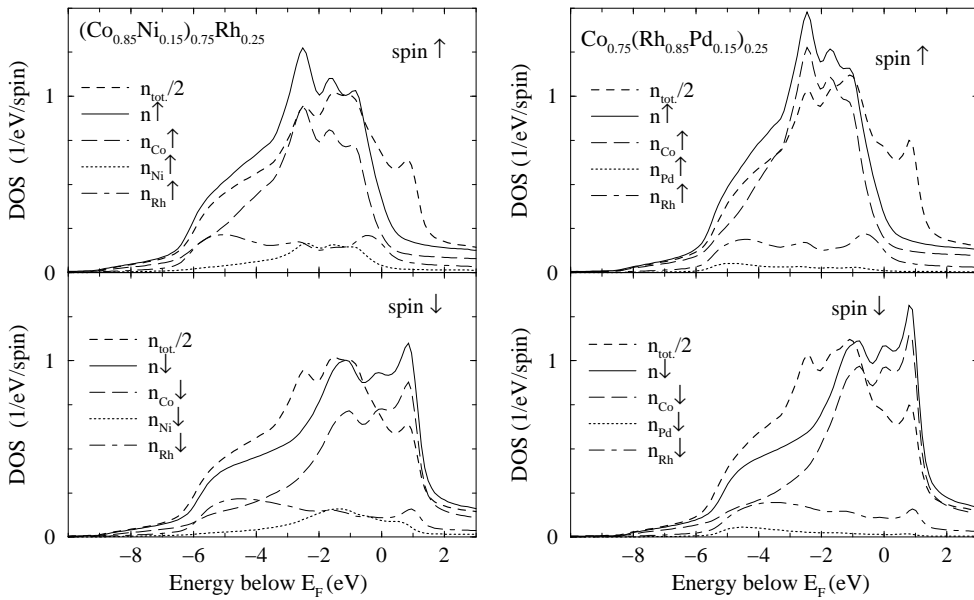 (Co0.85Ni0.15)0.75Rh0.25
spin ↑
ntot./2
n↑
nCo↑
nNi↑
nRh↑
DOS (1/eV/spin)
1
0
Co0.75(Rh0.85Pd0.15)0.25
spin ↑
ntot./2
n↑
nCo↑
nPd↑
nRh↑
DOS (1/eV/spin)
1
0
spin ↓
ntot./2
n↓
nCo↓
nNi↓
nRh↓
DOS (1/eV/spin)
1
0
−8 −6 −4 −2 0 2
Energy below EF (eV)
spin ↓
ntot./2
n↓
nCo↓
nPd↓
nRh↓
DOS (1/eV/spin)
1
0
−8 −6 −4 −2 0 2
Energy below EF (eV)